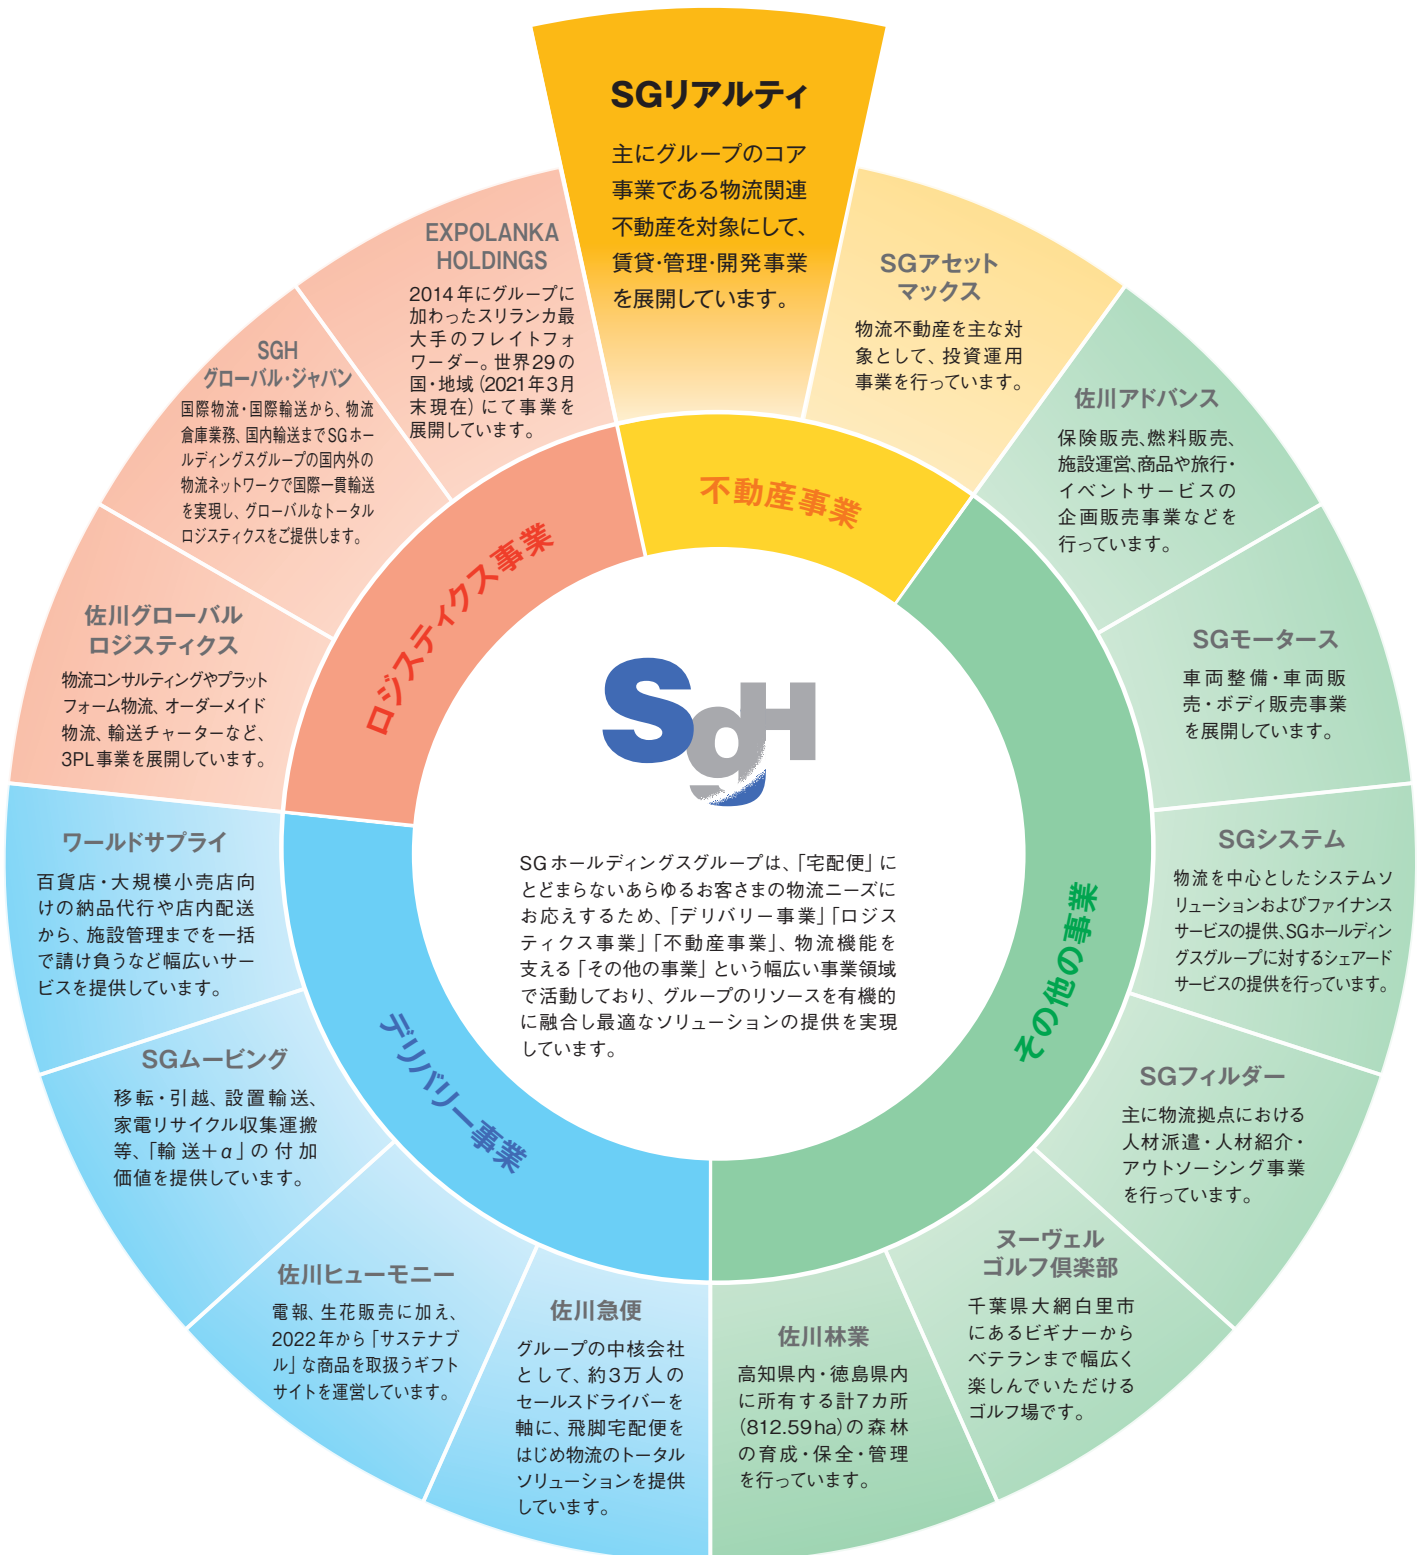 SGリアルティ
主にグループのコア
事業である物流関連
不動産を対象にして、
賃貸・管理・開発事業
を展開しています。
SGアセット
マックス
物流不動産を主な対
象として、投資運用
事業を行っています。
佐川アドバンス
保険販売、燃料販売、
施設運営、商品や旅行・
イベントサービスの
企画販売事業などを
行っています。
SGモータース
車両整備・車両販
売・ボディ販売事業
を展開しています。
SGシステム
物流を中心としたシステムソ
リューションおよびファイナンス
サービスの提供、SGホールディン
グスグループに対するシェアード
サービスの提供を行っています。
SGフィルダー
主に物流拠点における
人材派遣・人材紹介・
アウトソーシング事業
を行っています。
ヌーヴェル
ゴルフ倶楽部
千葉県大網白里市
にあるビギナーから
ベテランまで幅広く
楽しんでいただける
ゴルフ場です。
佐川林業
高知県内・徳島県内
に所有する計7カ所
(812.59ha)の森林
の育成・保全・管理
を行っています。
佐川急便
グループの中核会社
として、約3万人の
セールスドライバーを
軸に、飛脚宅配便を
はじめ物流のトータル
ソリューションを提供
しています。
佐川ヒューモニー
電報、生花販売に加え、
2022年から「サステナブ
ル」な商品を取扱うギフト
サイトを運営しています。
SGムービング
移転・引越、設置輸送、
家電リサイクル収集運搬
等、「輸送＋α」の付加
価値を提供しています。
ワールドサプライ
百貨店・大規模小売店向
けの納品代行や店内配送
から、施設管理までを一括
で請け負うなど幅広いサー
ビスを提供しています。
佐川グローバル
ロジスティクス
物流コンサルティングやプラット
フォーム物流、オーダーメイド
物流、輸送チャーターなど、
3PL事業を展開しています。
SGH
グローバル・ジャパン
国際物流・国際輸送から、物流
倉庫業務、国内輸送までSGホー
ルディングスグループの国内外の
物流ネットワークで国際一貫輸送
を実現し、グローバルなトータル
ロジスティクスをご提供します。
EXPOLANKA
HOLDINGS
2014年にグループに
加わったスリランカ最
大手のフレイトフォ
ワーダー。世界29の
国・地域(2021年3月
末現在)にて事業を
展開しています。
不動産事業
その他の事業
デリバリー事業
ロジスティクス事業
SgH
SGホールディングスグループは、「宅配便」に
とどまらないあらゆるお客さまの物流ニーズに
お応えするため、「デリバリー事業」「ロジス
ティクス事業」「不動産事業」、物流機能を
支える「その他の事業」という幅広い事業領域
で活動しており、グループのリソースを有機的
に融合し最適なソリューションの提供を実現
しています。